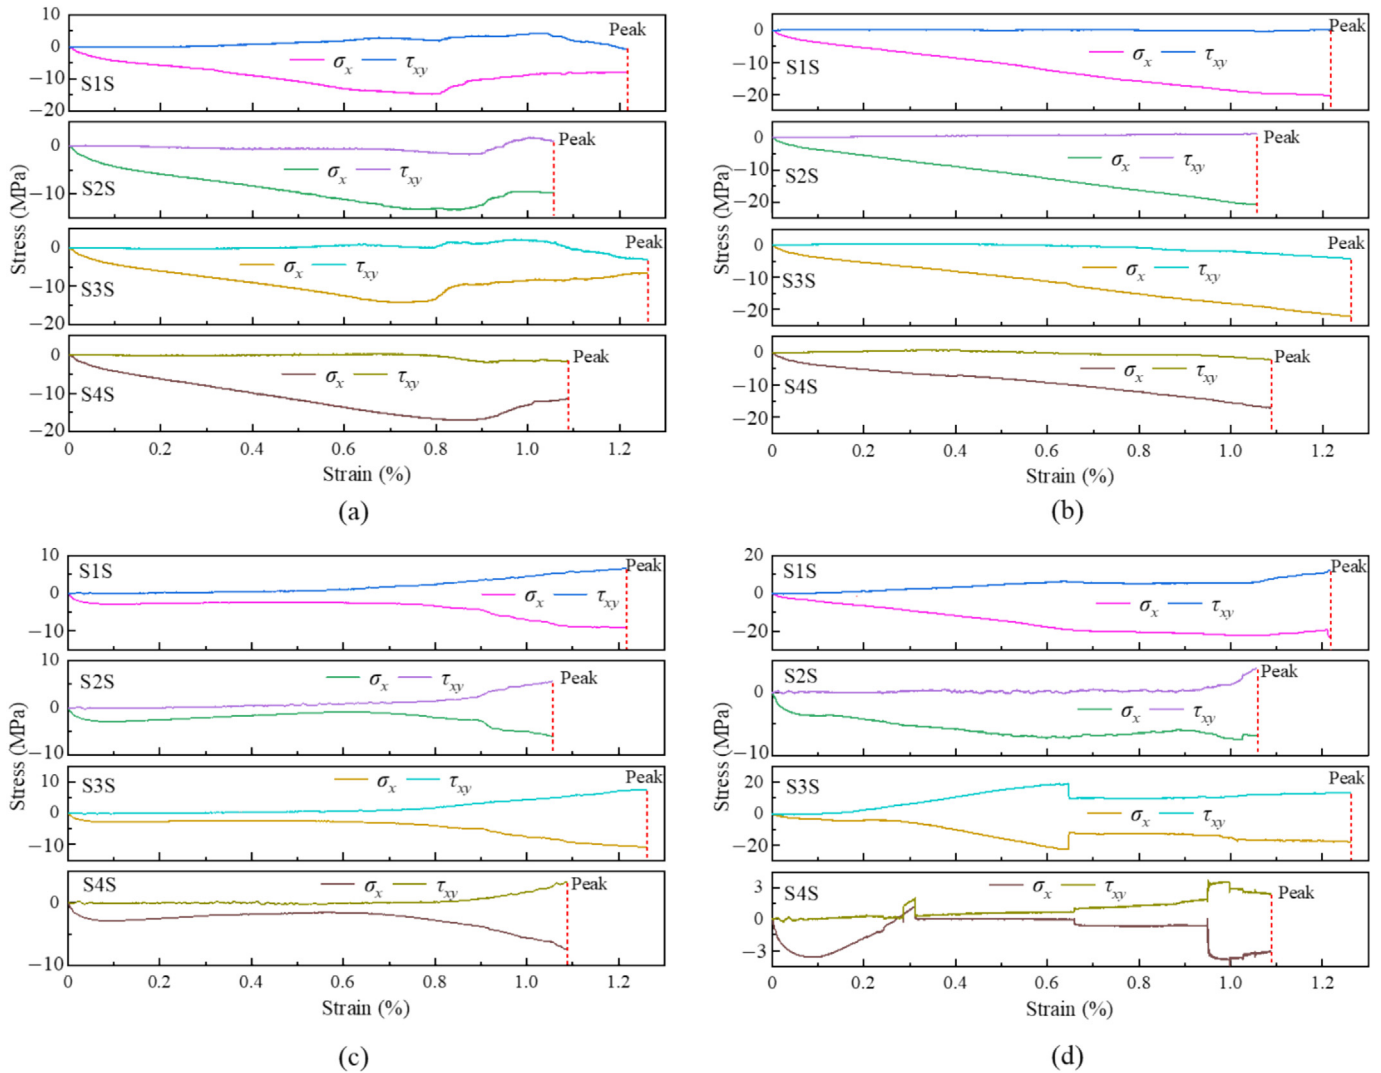 10
0
−10
−20
S1S
σx τxy
Peak
0
−10
S2S
σx τxy
Peak
0
−10
−20
S3S
σx τxy
Peak
0
−10
−20
S4S
σx τxy
Peak
0 0.2 0.4 0.6 0.8 1.0 1.2
Strain (%)
Stress (MPa)
(a)
0
−10
−20
S1S
σx τxy
Peak
0
−10
−20
S2S
σx τxy
Peak
0
−10
−20
S3S
σx τxy
Peak
0
−10
−20
S4S
σx τxy
Peak
0 0.2 0.4 0.6 0.8 1.0 1.2
Strain (%)
Stress (MPa)
(b)
10
0
−10
S1S
σx τxy
Peak
10
0
−10
S2S
σx τxy
Peak
10
0
−10
S3S
σx τxy
Peak
0
−10
S4S
σx τxy
Peak
0 0.2 0.4 0.6 0.8 1.0 1.2
Strain (%)
Stress (MPa)
(c)
20
0
−20
S1S
σx τxy
Peak
0
−10
S2S
σx τxy
Peak
20
0
−20
S3S
σx τxy
Peak
3
0
−3
S4S
σx τxy
Peak
0 0.2 0.4 0.6 0.8 1.0 1.2
Strain (%)
Stress (MPa)
(d)